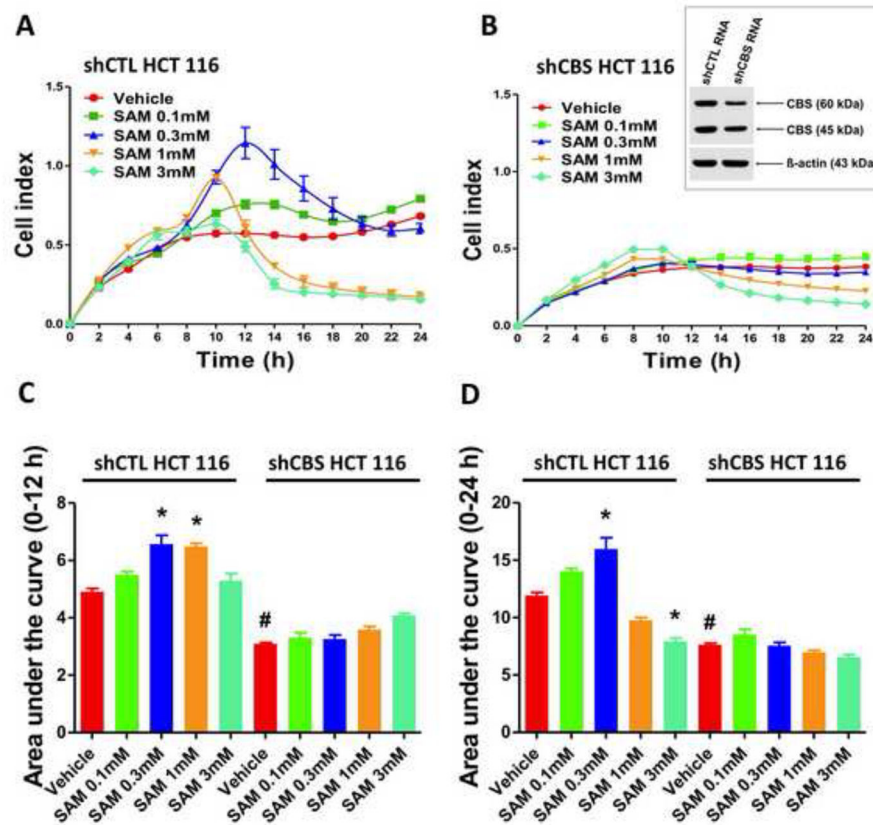 A
shCTL HCT 116
1.5
1.0
0.5
0.0
Cell index
Vehicle
SAM 0.1mM
SAM 0.3mM
SAM 1mM
SAM 3mM
0 2 4 6 8 10 12 14 16 18 20 22 24
Time (h)
B
shCBS HCT 116
1.5
1.0
0.5
0.0
Cell index
Vehicle
SAM 0.1mM
SAM 0.3mM
SAM 1mM
SAM 3mM
0 2 4 6 8 10 12 14 16 18 20 22 24
Time (h)
shCTL RNA
shCBS RNA
CBS (60 kDa)
CBS (45 kDa)
ß-actin (43 kDa)
C
shCTL HCT 116 shCBS HCT 116
Area under the curve (0-12 h)
8
6
4
2
0
* *
#
Vehicle
SAM 0.1mM
SAM 0.3mM
SAM 1mM
SAM 3mM
Vehicle
SAM 0.1mM
SAM 0.3mM
SAM 1mM
SAM 3mM
D
shCTL HCT 116 shCBS HCT 116
Area under the curve (0-24 h)
20
15
10
5
0
*
* #
Vehicle
SAM 0.1mM
SAM 0.3mM
SAM 1mM
SAM 3mM
Vehicle
SAM 0.1mM
SAM 0.3mM
SAM 1mM
SAM 3mM